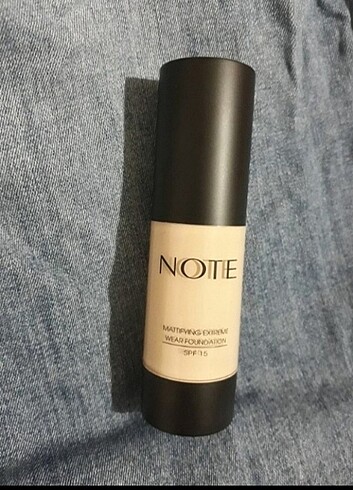 NOTE
MATTIFYING EXTREME
WEAR FOUNDATION
SPF 15